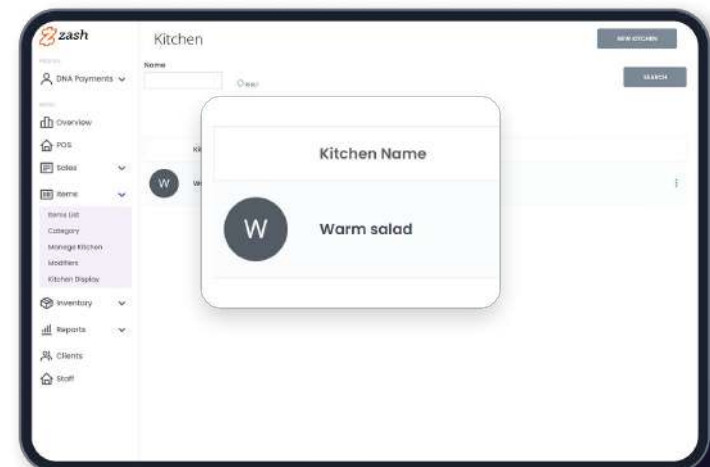 zash
Kitchen
NEW KITCHEN
DNA Payments
Name
Clear
SEARCH
MENU
Overview
POS
Sales
Items
Items List
Category
Manage Kitchen
Modifiers
Kitchen Display
Inventory
Reports
Clients
Staff
W
Kitchen Name
W
Warm salad